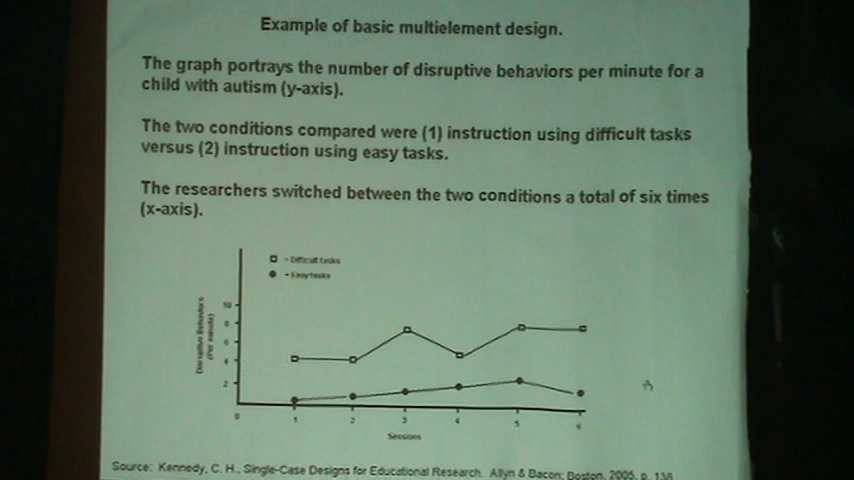 Example of basic multielement design.
The graph portrays the number of disruptive behaviors per minute for a
child with autism (y-axis).
The two conditions compared were (1) instruction using difficult tasks
versus (2) instruction using easy tasks.
The researchers switched between the two conditions a total of six times
(x-axis).
- Difficult tasks
- Easy tasks
Disruptive Behaviors
(Per minute)
10
8
6
4
2
0 1 2 3 4 5 6
Sessions
Source: Kennedy, C. H., Single-Case Designs for Educational Research. Allyn & Bacon: Boston, 2005, p. 138